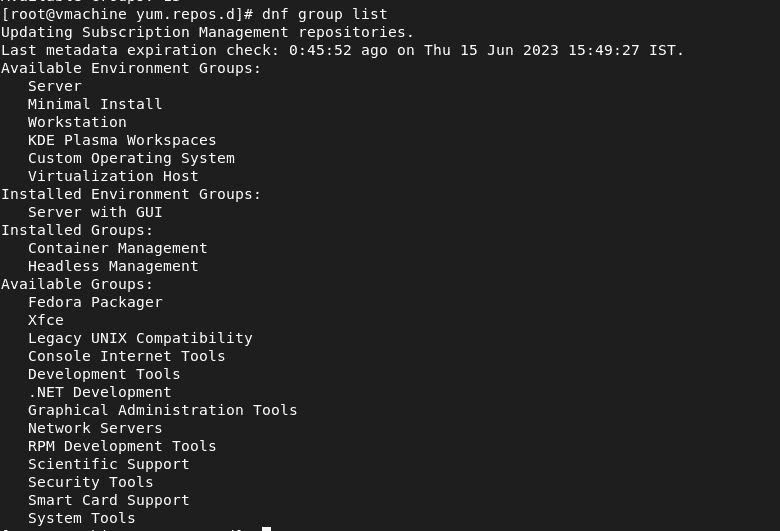 [root@vmachine yum.repos.d]# dnf group list
Updating Subscription Management repositories.
Last metadata expiration check: 0:45:52 ago on Thu 15 Jun 2023 15:49:27 IST.
Available Environment Groups:
   Server
   Minimal Install
   Workstation
   KDE Plasma Workspaces
   Custom Operating System
   Virtualization Host
Installed Environment Groups:
   Server with GUI
Installed Groups:
   Container Management
   Headless Management
Available Groups:
   Fedora Packager
   Xfce
   Legacy UNIX Compatibility
   Console Internet Tools
   Development Tools
   .NET Development
   Graphical Administration Tools
   Network Servers
   RPM Development Tools
   Scientific Support
   Security Tools
   Smart Card Support
   System Tools